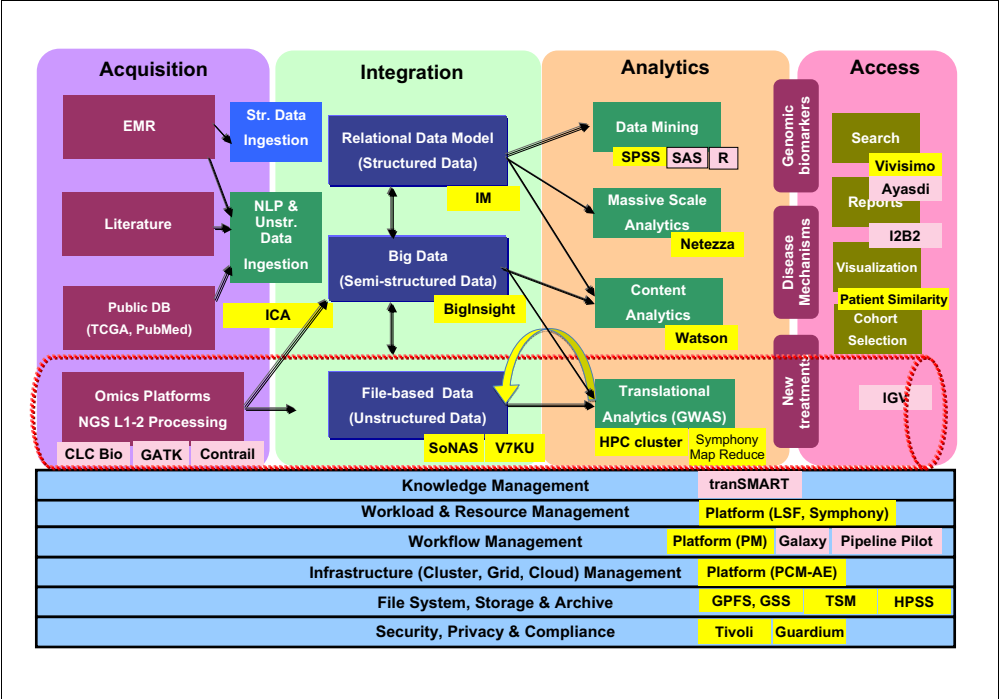 Acquisition
Integration
Analytics
Access
EMR
Str. Data
Ingestion
Literature
NLP &
Unstr.
Data
Ingestion
Public DB
(TCGA, PubMed)
ICA
Omics Platforms
NGS L1-2 Processing
CLC Bio
GATK
Contrail
Relational Data Model
(Structured Data)
IM
Big Data
(Semi-structured Data)
BigInsight
File-based Data
(Unstructured Data)
SoNAS
V7KU
Data Mining
SPSS
SAS
R
Massive Scale
Analytics
Netezza
Content
Analytics
Watson
Translational
Analytics (GWAS)
HPC cluster
Symphony
Map Reduce
Genomic
biomarkers
Disease
Mechanisms
New
treatments
Search
Vivisimo
Ayasdi
Reports
I2B2
Visualization
Patient Similarity
Cohort
Selection
IGV
Knowledge Management
tranSMART
Workload & Resource Management
Platform (LSF, Symphony)
Workflow Management
Platform (PM)
Galaxy
Pipeline Pilot
Infrastructure (Cluster, Grid, Cloud) Management
Platform (PCM-AE)
File System, Storage & Archive
GPFS, GSS
TSM
HPSS
Security, Privacy & Compliance
Tivoli
Guardium